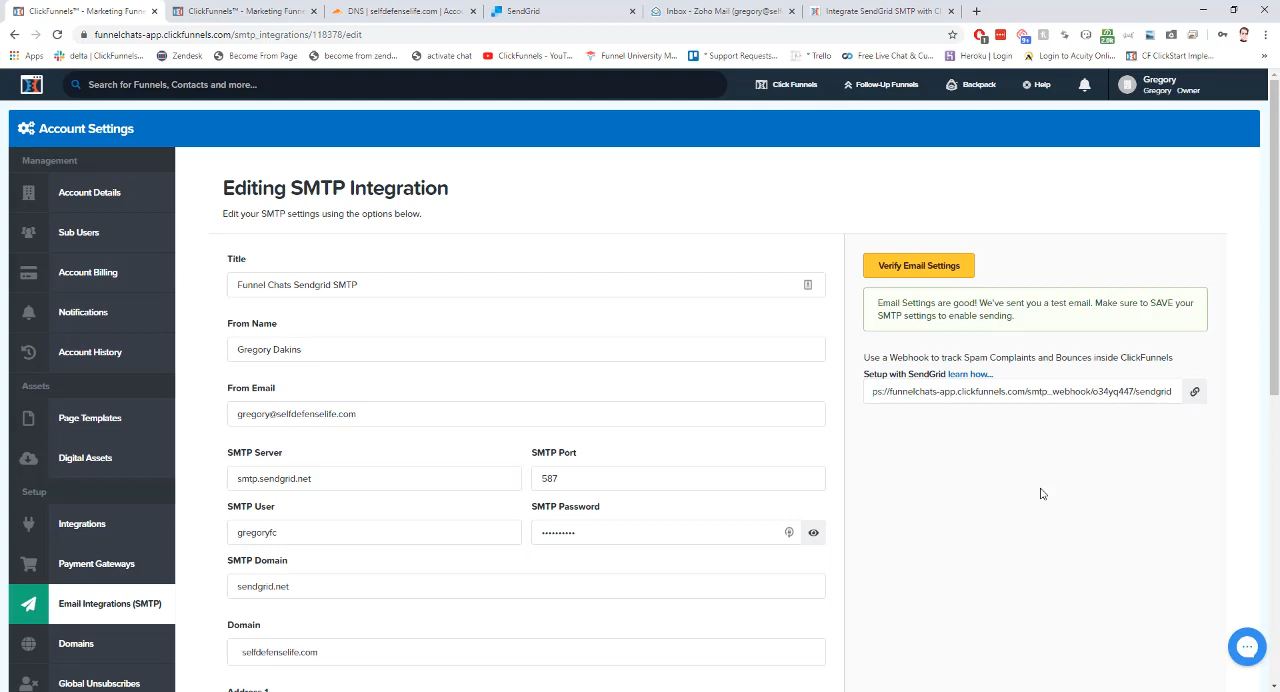 ClickFunnels™ - Marketing Funne
ClickFunnels™ - Marketing Funne
DNS | selfdefenselife.com | Acco
SendGrid
Inbox - Zoho Mail (gregory@self
Integrate SendGrid SMTP with C
funnelchats-app.clickfunnels.com/smtp_integrations/118378/edit
Apps
delta | ClickFunnels...
Zendesk
Become From Page
become from zend...
activate chat
ClickFunnels - YouT...
Funnel University M...
* Support Requests...
* Trello
Free Live Chat & Cu...
Heroku | Login
Login to Acuity Onli...
CF ClickStart Imple...
Search for Funnels, Contacts and more...
Click Funnels
Follow-Up Funnels
Backpack
Help
Gregory
Gregory Owner
Account Settings
Management
Account Details
Sub Users
Account Billing
Notifications
Account History
Assets
Page Templates
Digital Assets
Setup
Integrations
Payment Gateways
Email Integrations (SMTP)
Domains
Global Unsubscribes
Editing SMTP Integration
Edit your SMTP settings using the options below.
Title
Funnel Chats Sendgrid SMTP
From Name
Gregory Dakins
From Email
gregory@selfdefenselife.com
SMTP Server
smtp.sendgrid.net
SMTP Port
587
SMTP User
gregoryfc
SMTP Password
••••••••••
SMTP Domain
sendgrid.net
Domain
selfdefenselife.com
Address 1
Verify Email Settings
Email Settings are good! We've sent you a test email. Make sure to SAVE your
SMTP settings to enable sending.
Use a Webhook to track Spam Complaints and Bounces inside ClickFunnels
Setup with SendGrid learn how...
ps://funnelchats-app.clickfunnels.com/smtp_webhook/o34yq447/sendgrid